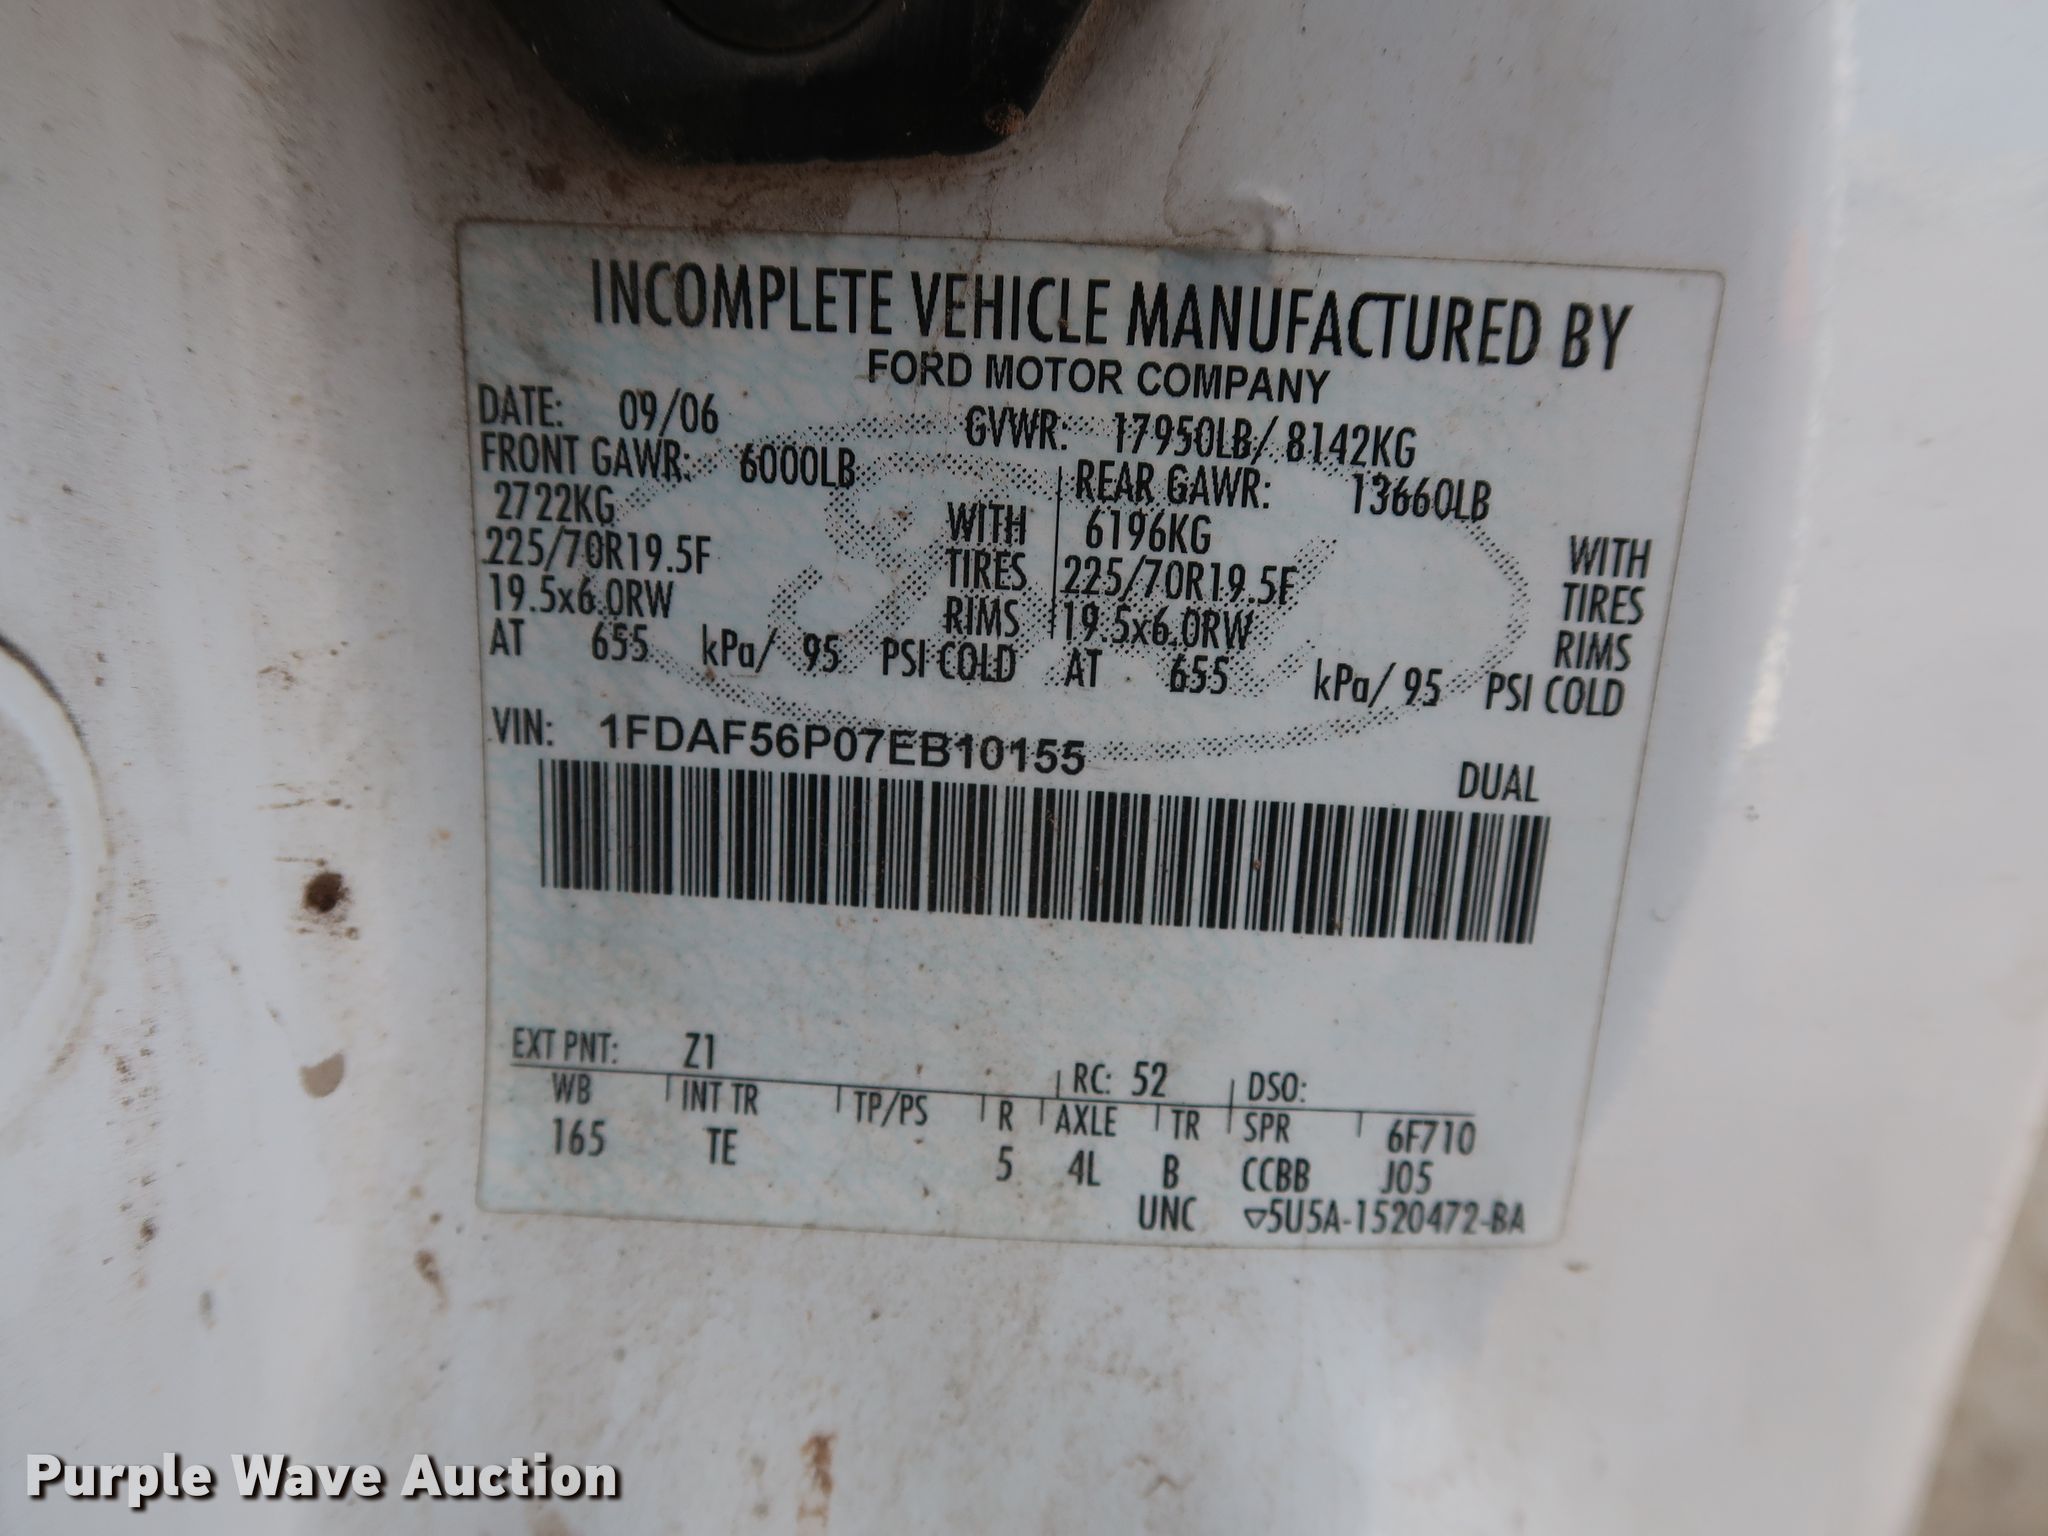 INCOMPLETE VEHICLE MANUFACTURED BY
FORD MOTOR COMPANY
DATE: 09/06 GVWR: 17950LB/ 8142KG
FRONT GAWR: 6000LB REAR GAWR: 13660LB
2722KG WITH 6196KG WITH
225/70R19.5F TIRES 225/70R19.5F TIRES
19.5x6.0RW RIMS 19.5x6.0RW RIMS
AT 655 kPa/ 95 PSI COLD AT 655 kPa/ 95 PSI COLD
VIN: 1FDAF56P07EB10155
DUAL
EXT PNT: Z1 RC: 52 DSO:
WB INT TR TP/PS R AXLE TR SPR 6F710
165 TE 5 4L B CCBB J05
UNC ▽5U5A-1520472-BA
Purple Wave Auction